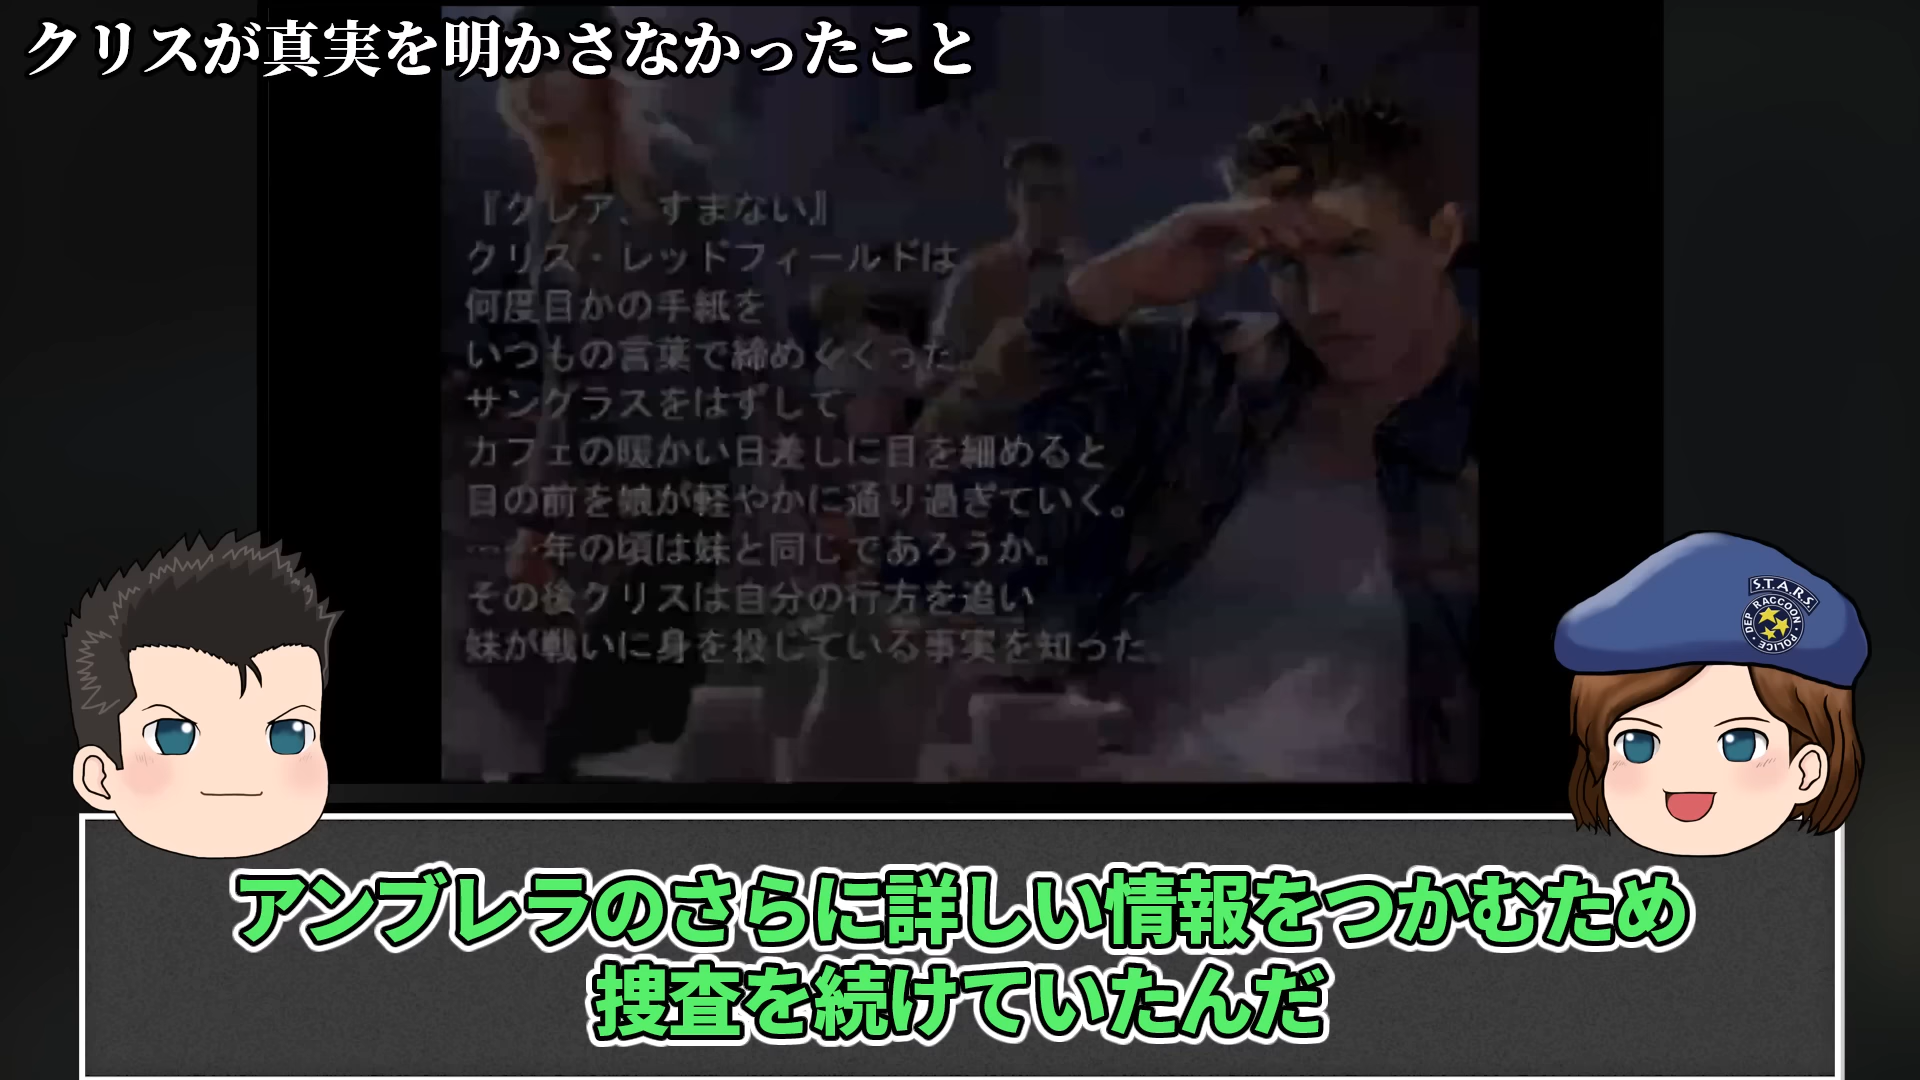 クリスが真実を明かさなかったこと
『クレア、すまない』
クリス・レッドフィールドは
何度目かの手紙を
いつもの言葉で締めくくった。
サングラスをはずして
カフェの暖かい日差しに目を細めると
目の前を娘が軽やかに通り過ぎていく。
……年の頃は妹と同じであろうか。
その後クリスは自分の行方を追い
妹が戦いに身を投じている事実を知った。
S.T.A.R.S.
RACCOON
POLICE
DEP
アンブレラのさらに詳しい情報をつかむため
捜査を続けていたんだ